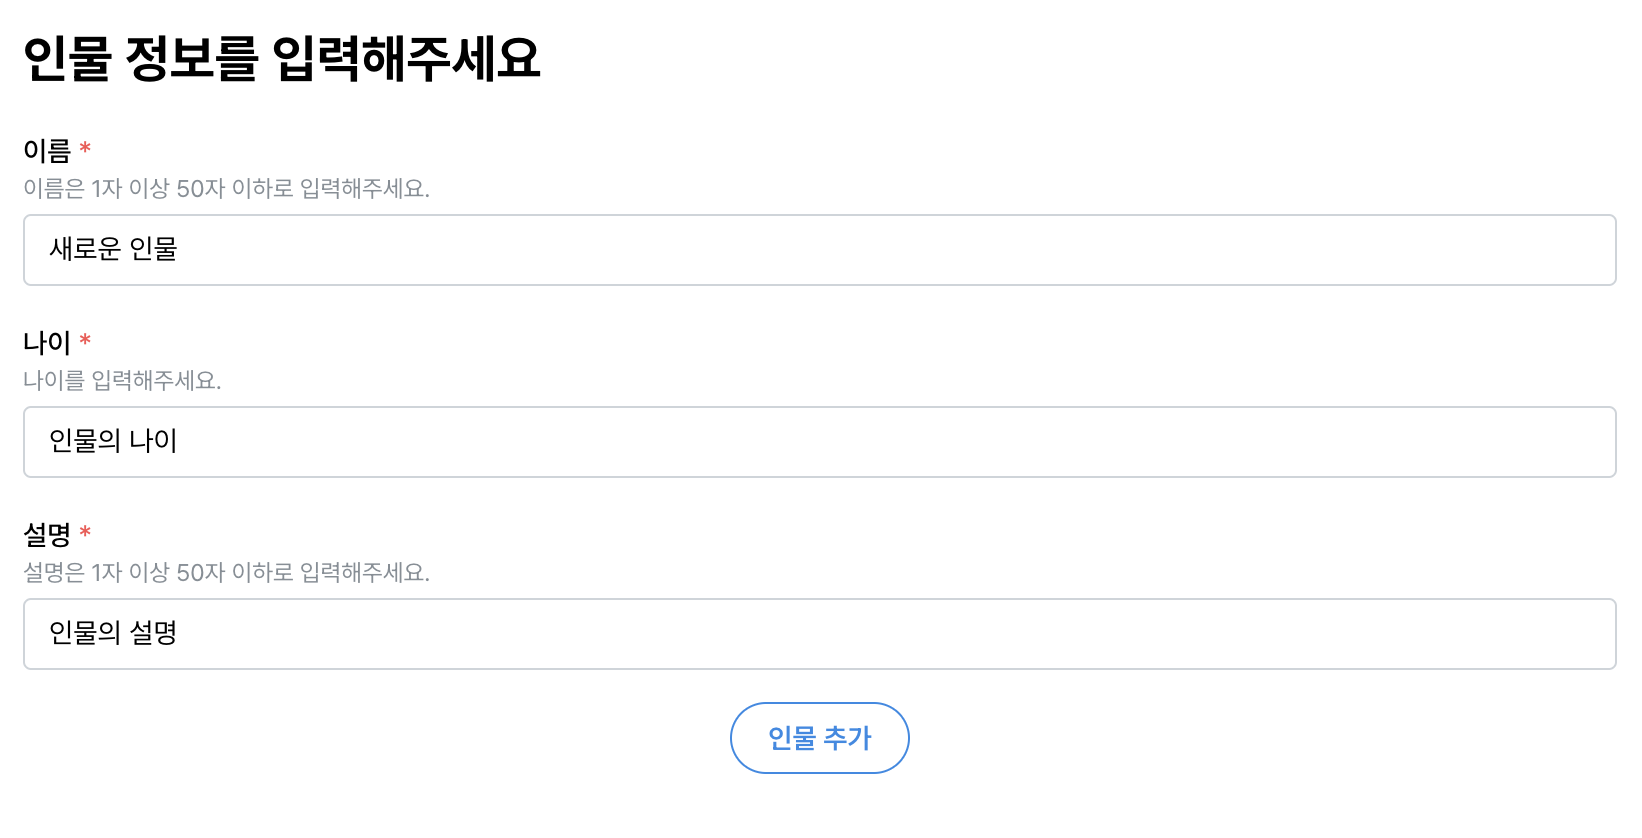 인물 정보를 입력해주세요
이름 *
이름은 1자 이상 50자 이하로 입력해주세요.
새로운 인물
나이 *
나이를 입력해주세요.
인물의 나이
설명 *
설명은 1자 이상 50자 이하로 입력해주세요.
인물의 설명
인물 추가